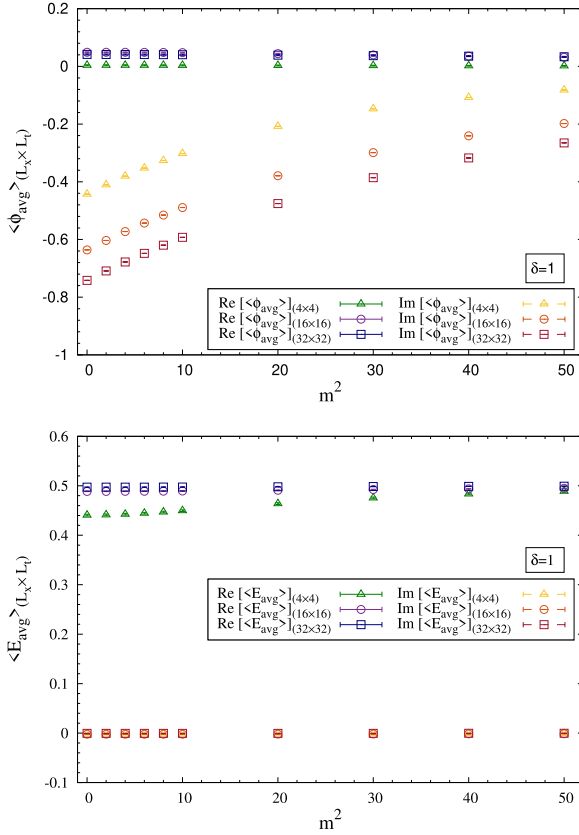 0.2
0
-0.2
-0.4
-0.6
-0.8
-1
<ϕavg>(Lx×Lt)
δ=1
Re [<ϕavg>](4×4) Im [<ϕavg>](4×4)
Re [<ϕavg>](16×16) Im [<ϕavg>](16×16)
Re [<ϕavg>](32×32) Im [<ϕavg>](32×32)
0 10 20 30 40 50
m²
0.6
0.5
0.4
0.3
0.2
0.1
0
-0.1
<Eavg>(Lx×Lt)
δ=1
Re [<Eavg>](4×4) Im [<Eavg>](4×4)
Re [<Eavg>](16×16) Im [<Eavg>](16×16)
Re [<Eavg>](32×32) Im [<Eavg>](32×32)
0 10 20 30 40 50
m²